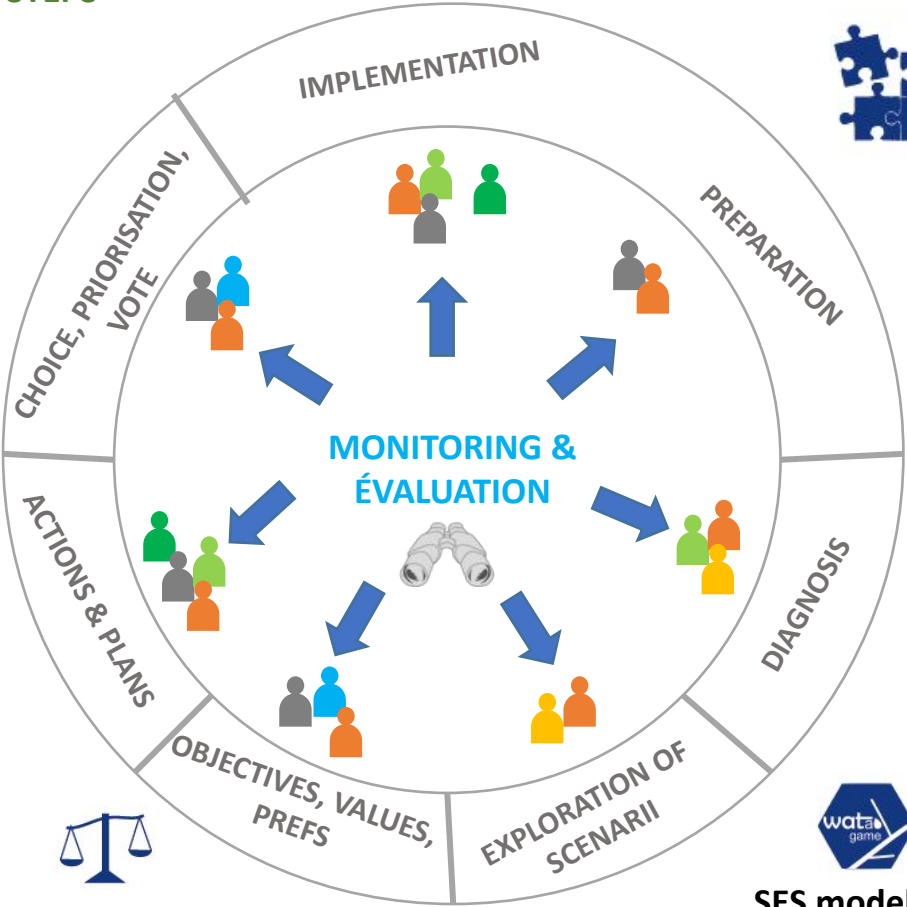 IMPLEMENTATION
PREPARATION
CHOICE, PRIORISATION,
VOTE
MONITORING &
ÉVALUATION
ACTIONS & PLANS
DIAGNOSIS
OBJECTIVES, VALUES,
PREFS
EXPLORATION OF
SCENARII
wata
game
SES model